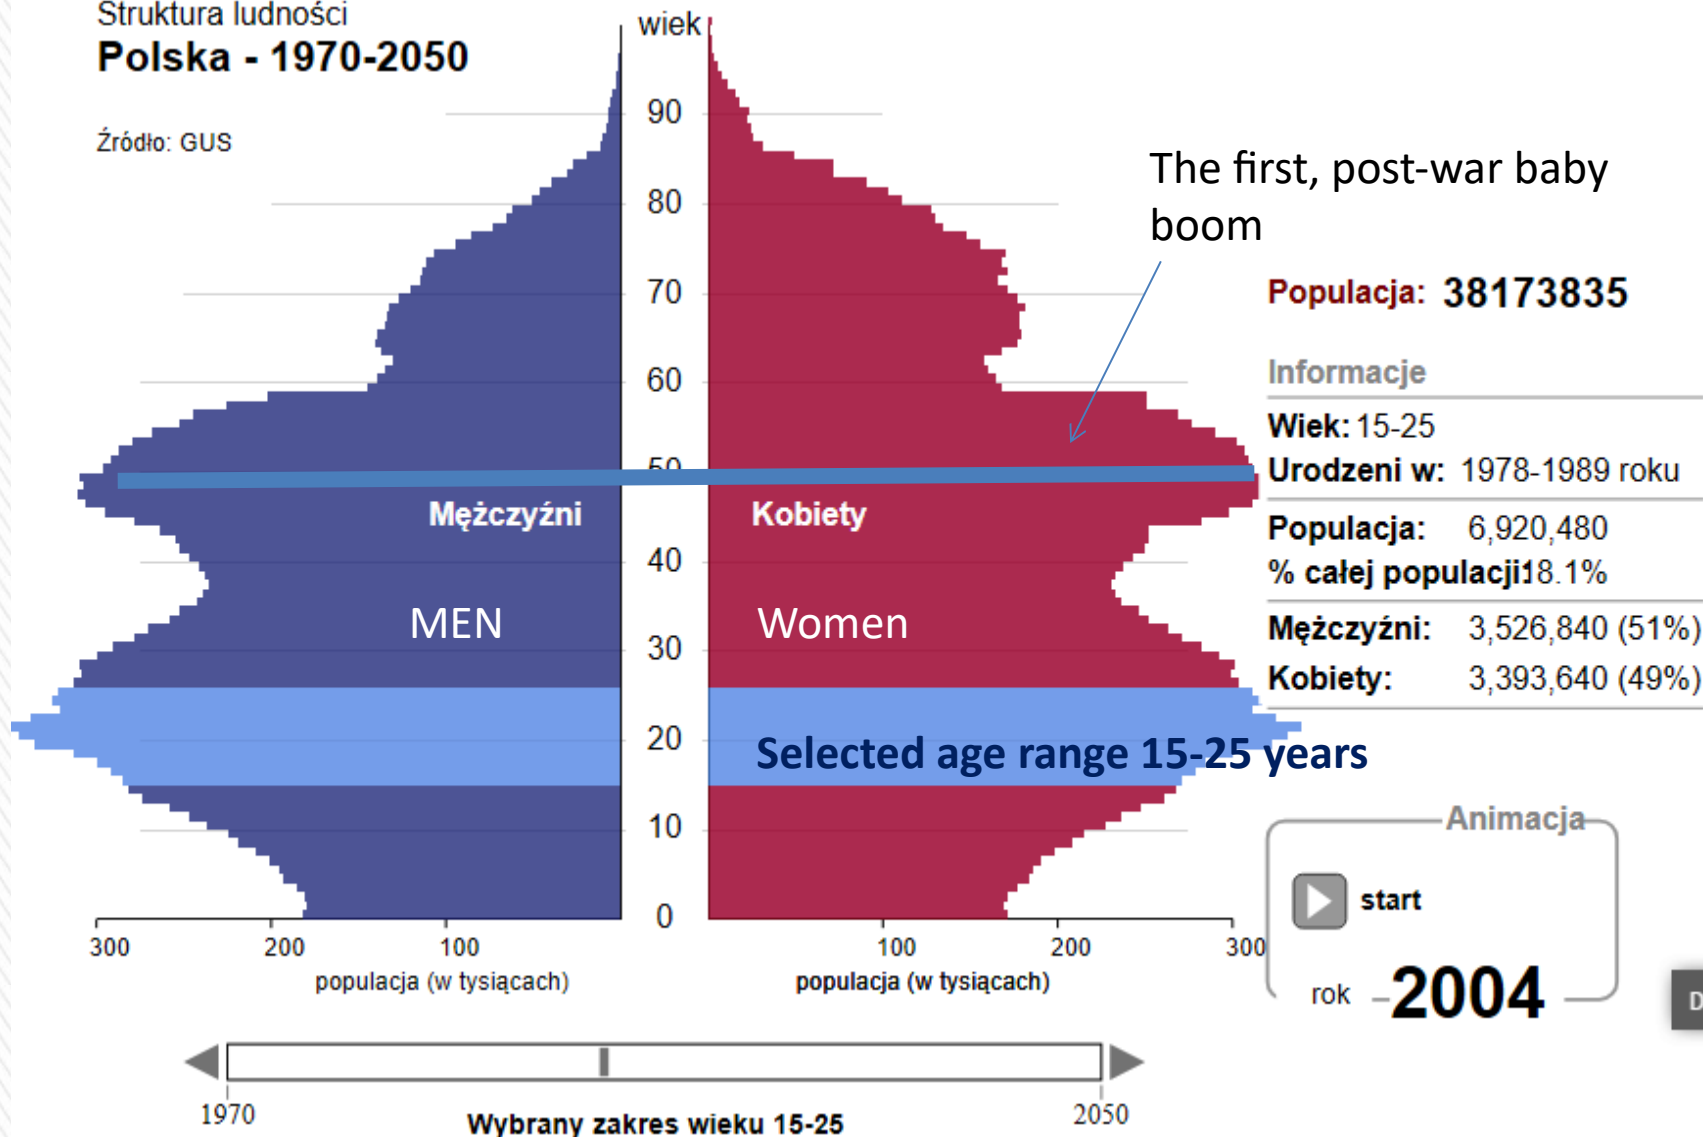 Struktura ludności
Polska - 1970-2050
Źródło: GUS
wiek
90
80
70
60
50
40
30
20
10
0
The first, post-war baby
boom
Populacja: 38173835
Informacje
Wiek: 15-25
Urodzeni w: 1978-1989 roku
Populacja: 6,920,480
% całej populacji: 18.1%
Mężczyźni: 3,526,840 (51%)
Kobiety: 3,393,640 (49%)
Mężczyźni
Kobiety
MEN
Women
Selected age range 15-25 years
300 200 100
100 200 300
populacja (w tysiącach)
populacja (w tysiącach)
Animacja
start
rok 2004
D
1970
2050
Wybrany zakres wieku 15-25